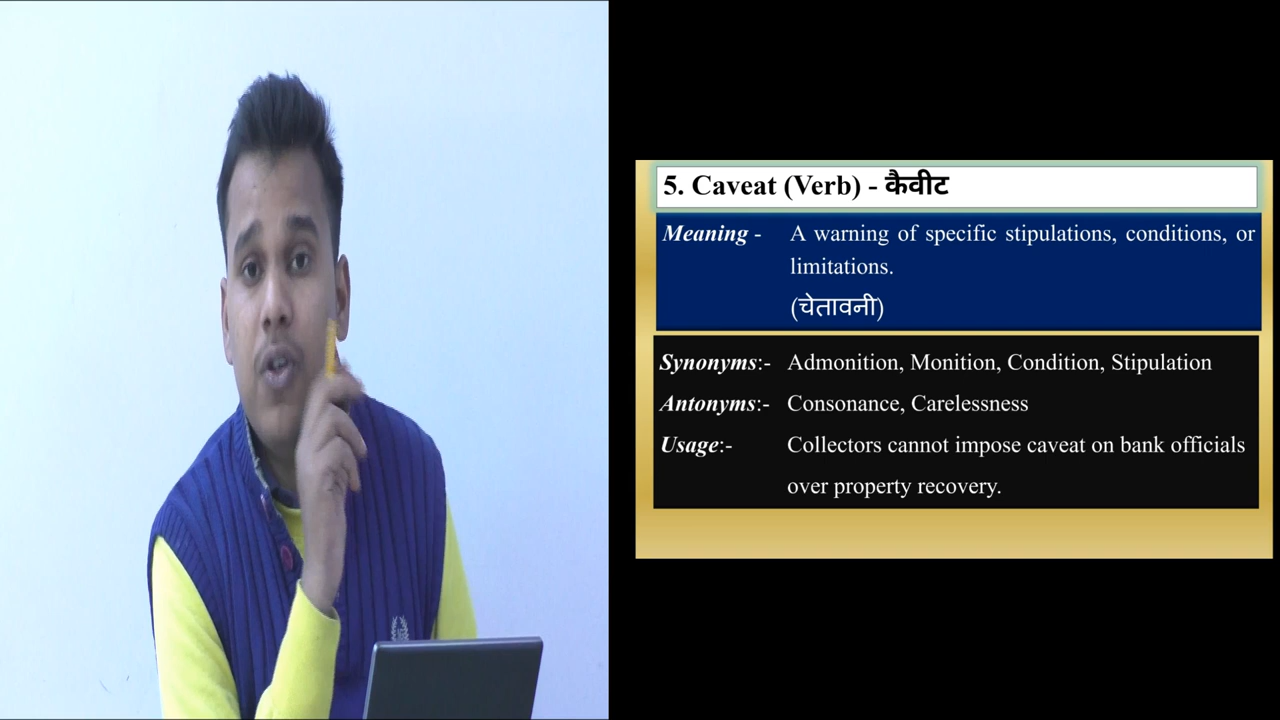 5. Caveat (Verb) - कैवीट
Meaning - A warning of specific stipulations, conditions, or
limitations.
(चेतावनी)
Synonyms:- Admonition, Monition, Condition, Stipulation
Antonyms:- Consonance, Carelessness
Usage:- Collectors cannot impose caveat on bank officials
over property recovery.